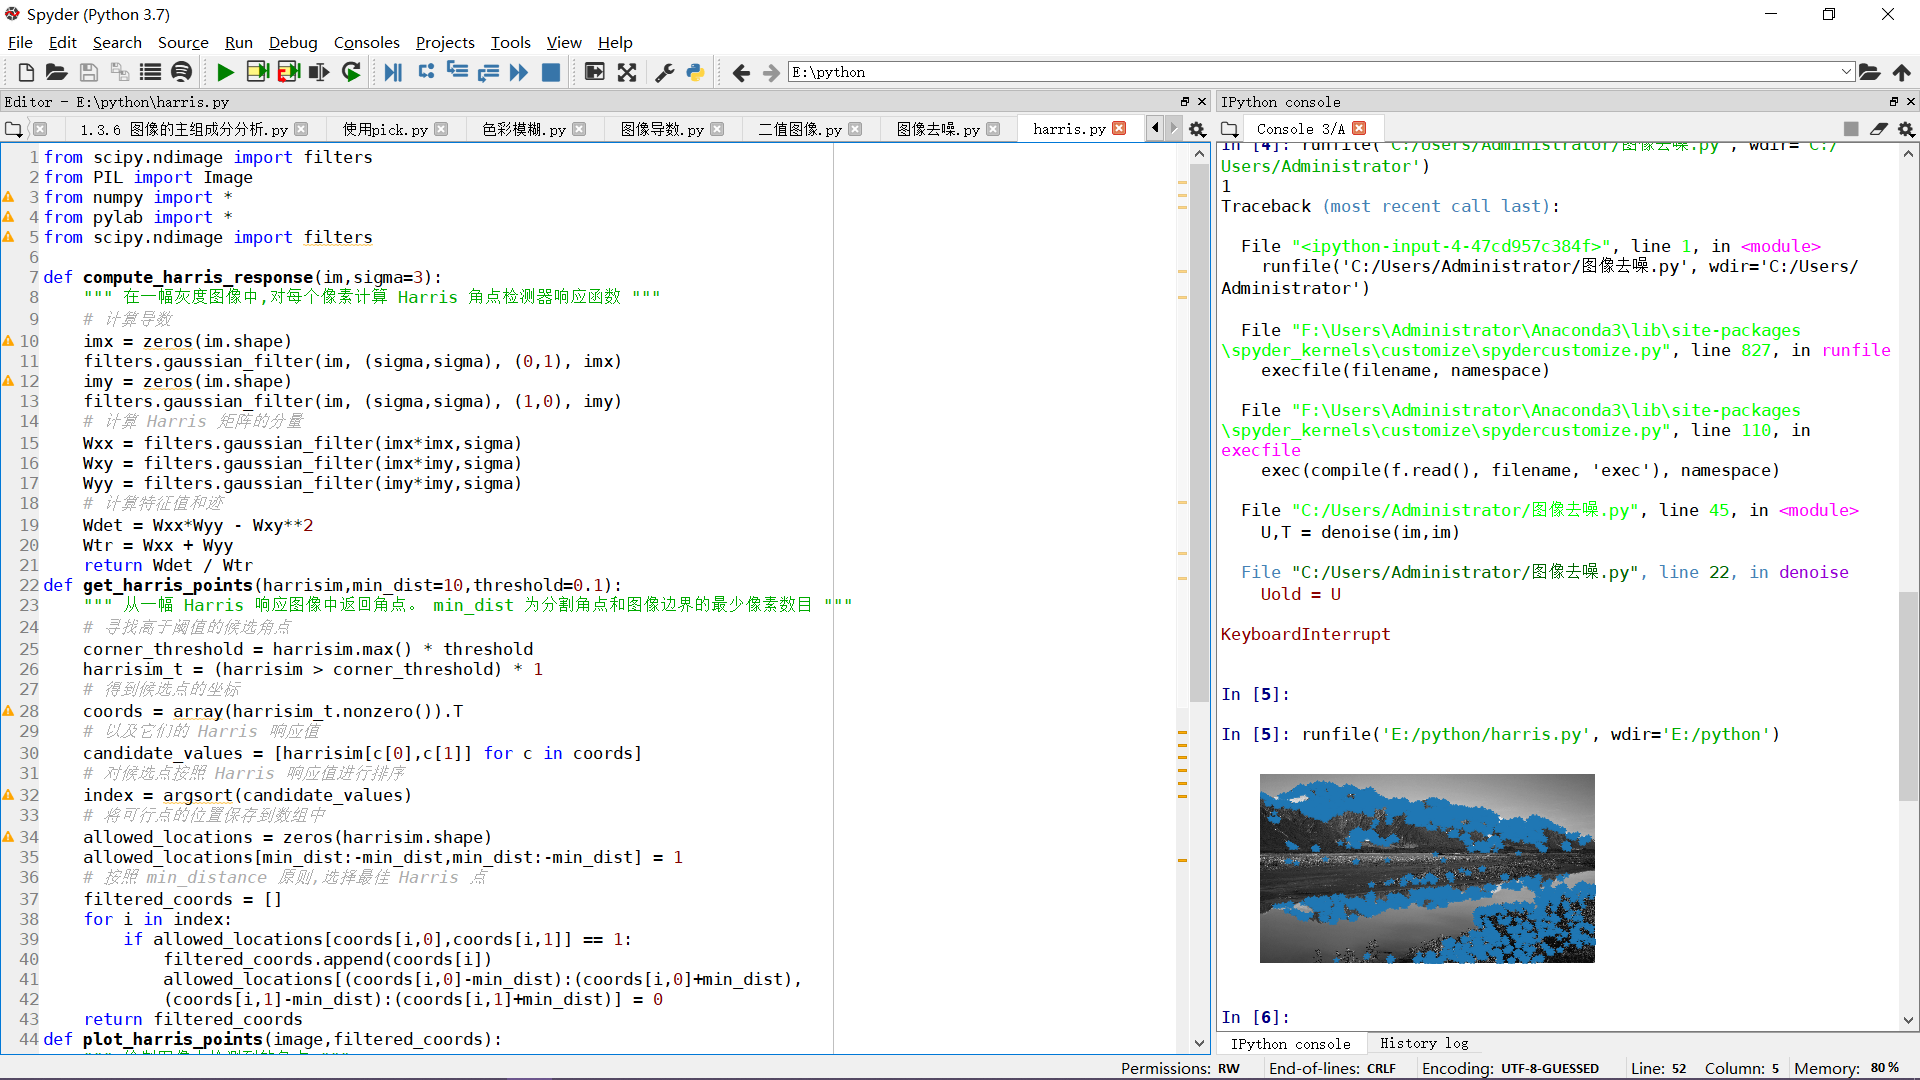 Spyder (Python 3.7)
File Edit Search Source Run Debug Consoles Projects Tools View Help
E:\python
Editor - E:\python\harris.py
1.3.6 图像的主组成分分析.py 使用pick.py 色彩模糊.py 图像导数.py 二值图像.py 图像去噪.py harris.py
1 from scipy.ndimage import filters
2 from PIL import Image
3 from numpy import *
4 from pylab import *
5 from scipy.ndimage import filters
6
7 def compute_harris_response(im,sigma=3):
8     """ 在一幅灰度图像中,对每个像素计算 Harris 角点检测器响应函数 """
9     # 计算导数
10     imx = zeros(im.shape)
11     filters.gaussian_filter(im, (sigma,sigma), (0,1), imx)
12     imy = zeros(im.shape)
13     filters.gaussian_filter(im, (sigma,sigma), (1,0), imy)
14     # 计算 Harris 矩阵的分量
15     Wxx = filters.gaussian_filter(imx*imx,sigma)
16     Wxy = filters.gaussian_filter(imx*imy,sigma)
17     Wyy = filters.gaussian_filter(imy*imy,sigma)
18     # 计算特征值和迹
19     Wdet = Wxx*Wyy - Wxy**2
20     Wtr = Wxx + Wyy
21     return Wdet / Wtr
22 def get_harris_points(harrisim,min_dist=10,threshold=0.1):
23     """ 从一幅 Harris 响应图像中返回角点。 min_dist 为分割角点和图像边界的最少像素数目 """
24     # 寻找高于阈值的候选角点
25     corner_threshold = harrisim.max() * threshold
26     harrisim_t = (harrisim > corner_threshold) * 1
27     # 得到候选点的坐标
28     coords = array(harrisim_t.nonzero()).T
29     # 以及它们的 Harris 响应值
30     candidate_values = [harrisim[c[0],c[1]] for c in coords]
31     # 对候选点按照 Harris 响应值进行排序
32     index = argsort(candidate_values)
33     # 将可行点的位置保存到数组中
34     allowed_locations = zeros(harrisim.shape)
35     allowed_locations[min_dist:-min_dist,min_dist:-min_dist] = 1
36     # 按照 min_distance 原则,选择最佳 Harris 点
37     filtered_coords = []
38     for i in index:
39         if allowed_locations[coords[i,0],coords[i,1]] == 1:
40             filtered_coords.append(coords[i])
41             allowed_locations[(coords[i,0]-min_dist):(coords[i,0]+min_dist),
42             (coords[i,1]-min_dist):(coords[i,1]+min_dist)] = 0
43     return filtered_coords
44 def plot_harris_points(image,filtered_coords):
IPython console
Console 3/A
In [4]: runfile('C:/Users/Administrator/图像去噪.py', wdir='C:/
Users/Administrator')
1
Traceback (most recent call last):
File "<ipython-input-4-47cd957c384f>", line 1, in <module>
runfile('C:/Users/Administrator/图像去噪.py', wdir='C:/Users/
Administrator')
File "F:\Users\Administrator\Anaconda3\lib\site-packages
\spyder_kernels\customize\spydercustomize.py", line 827, in runfile
execfile(filename, namespace)
File "F:\Users\Administrator\Anaconda3\lib\site-packages
\spyder_kernels\customize\spydercustomize.py", line 110, in
execfile
exec(compile(f.read(), filename, 'exec'), namespace)
File "C:/Users/Administrator/图像去噪.py", line 45, in <module>
U,T = denoise(im,im)
File "C:/Users/Administrator/图像去噪.py", line 22, in denoise
Uold = U
KeyboardInterrupt
In [5]:
In [5]: runfile('E:/python/harris.py', wdir='E:/python')
In [6]:
IPython console History log
Permissions: RW End-of-lines: CRLF Encoding: UTF-8-GUESSED Line: 52 Column: 5 Memory: 80 %